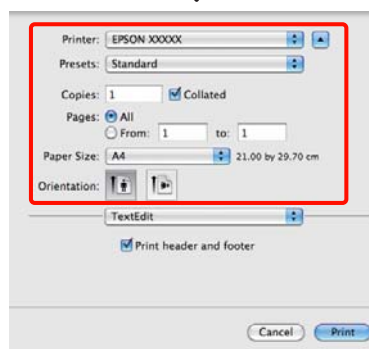 Printer: EPSON XXXXX
Presets: Standard
Copies: 1 Collated
Pages: All
From: 1 to: 1
Paper Size: A4 21.00 by 29.70 cm
Orientation:
TextEdit
Print header and footer
Cancel Print